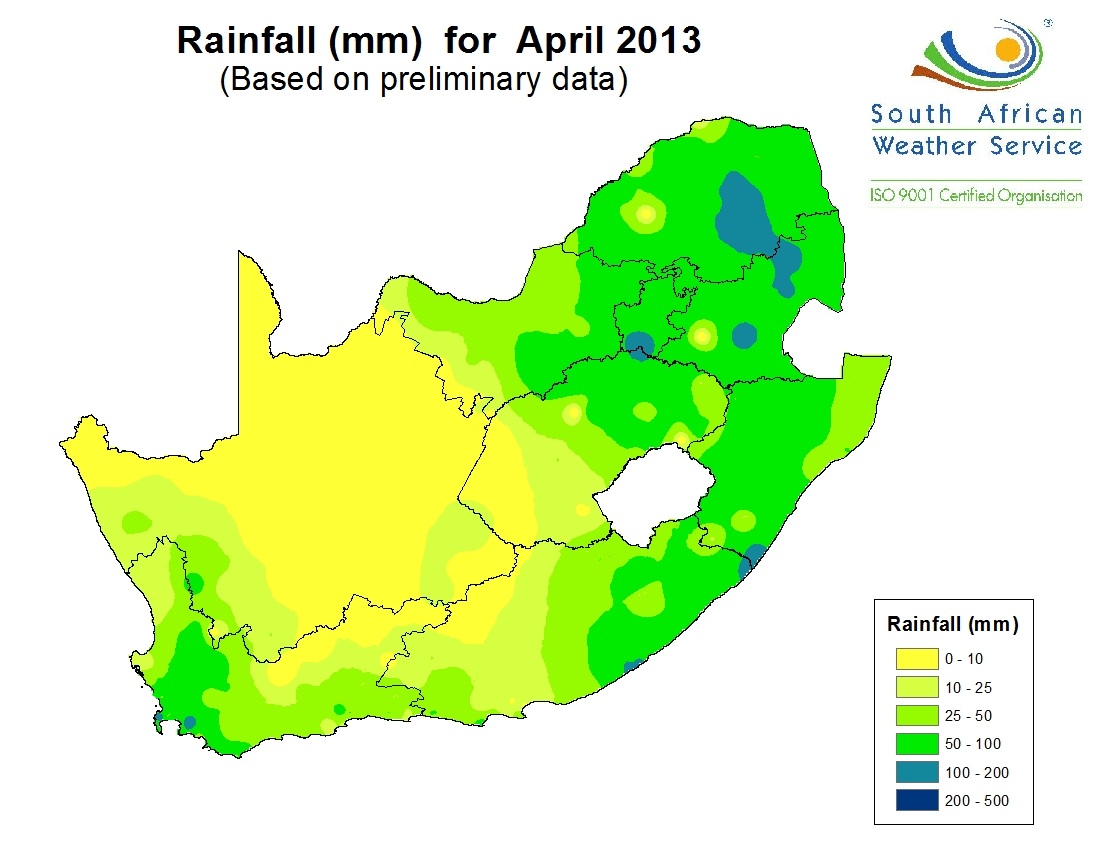 Rainfall (mm) for April 2013
(Based on preliminary data)
®
South African
Weather Service
ISO 9001 Certified Organisation
Rainfall (mm)
0 - 10
10 - 25
25 - 50
50 - 100
100 - 200
200 - 500